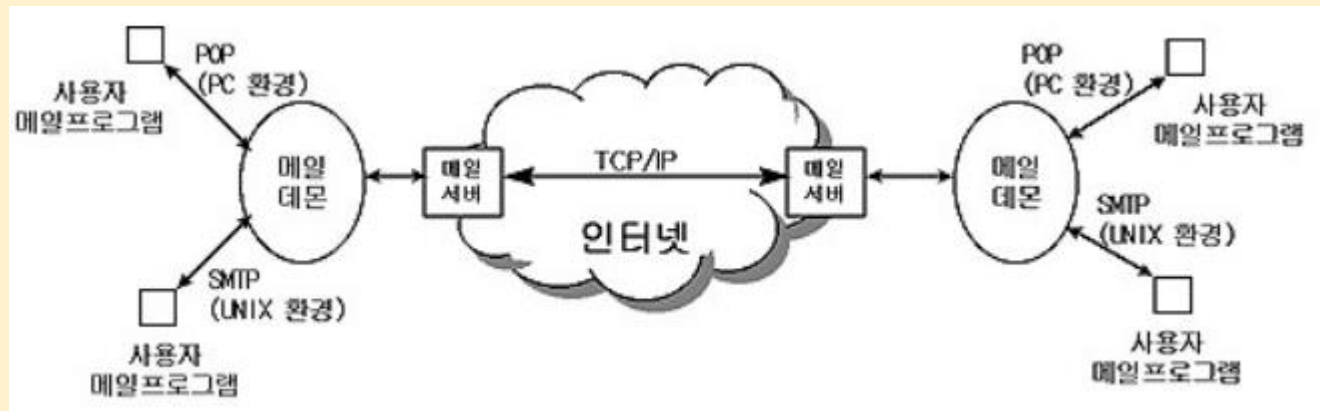 POP
(PC 환경)
사용자
메일프로그램
메일
데몬
SMTP
(UNIX 환경)
사용자
메일프로그램
메일
서버
TCP/IP
인터넷
메일
서버
메일
데몬
POP
(PC 환경)
사용자
메일프로그램
SMTP
(UNIX 환경)
사용자
메일프로그램